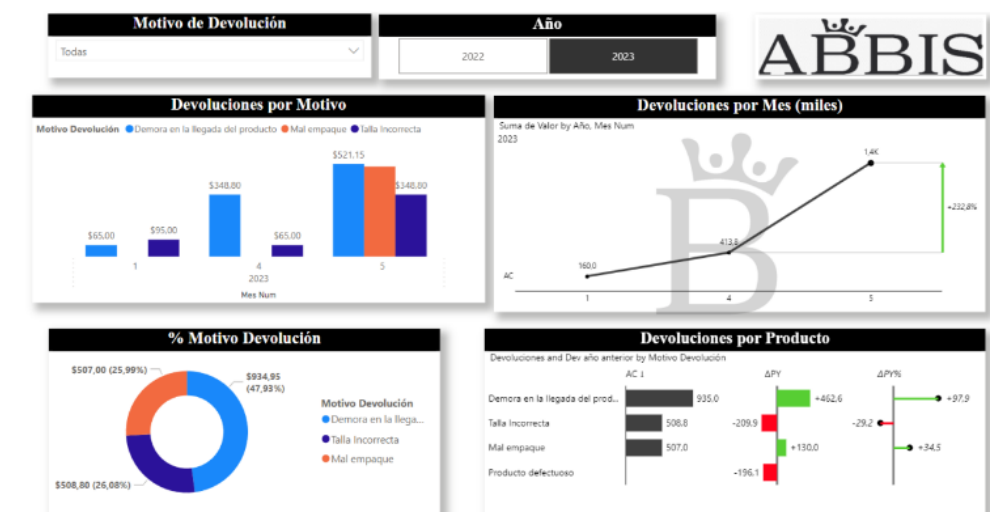 Motivo de Devolución
Todas
Año
2022
2023
ABBIS
Devoluciones por Motivo
Motivo Devolución Demora en la llegada del producto Mal empaque Talla Incorrecta
$521.15
$348.80
$348.80
$65.00
$95.00
$65.00
1
4
5
2023
Mes Num
Devoluciones por Mes (miles)
Suma de Valor by Año, Mes Num
2023
1,4K
+232,8%
413,8
160,0
AC
1
4
5
B
% Motivo Devolución
$507,00 (25,99%)
$934,95
(47,93%)
$508,80 (26,08%)
Motivo Devolución
Demora en la llega...
Talla Incorrecta
Mal empaque
Devoluciones por Producto
Devoluciones and Dev año anterior by Motivo Devolución
AC ↓ ΔPY ΔPY%
Demora en la llegada del prod... 935.0 +462.6 +97.9
Talla Incorrecta 508.8 -209.9 -29.2
Mal empaque 507.0 +130.0 +34.5
Producto defectuoso -196.1